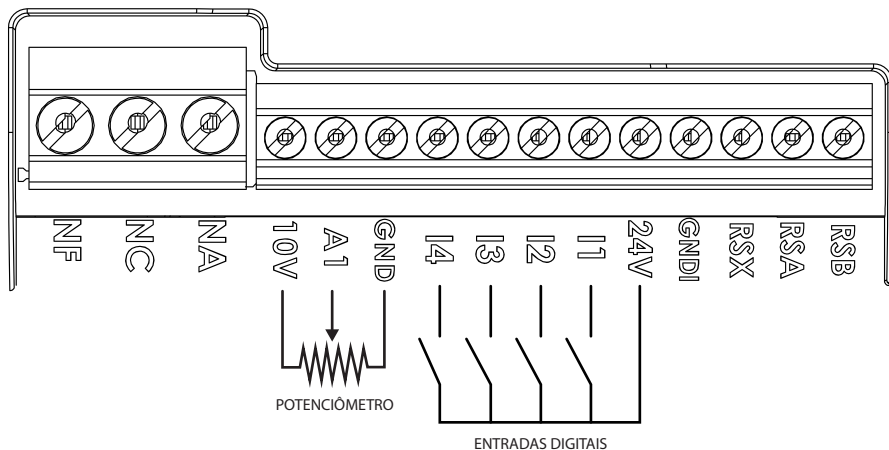 NF NC NA 10V A1 GND I4 I3 I2 I1 24V GNDI RSX RSA RSB
POTENCIÔMETRO
ENTRADAS DIGITAIS